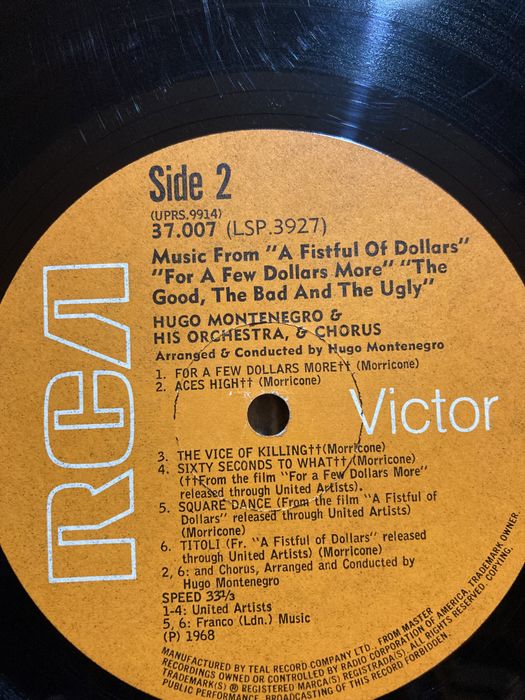 Side 2
(UPRS.9914)
37.007 (LSP.3927)
Music From "A Fistful Of Dollars"
"For A Few Dollars More" "The
Good, The Bad And The Ugly"
HUGO MONTENEGRO &
HIS ORCHESTRA, & CHORUS
Arranged & Conducted by Hugo Montenegro
1. FOR A FEW DOLLARS MORE†† (Morricone)
2. ACES HIGH†† (Morricone)
RCA
Victor
3. THE VICE OF KILLING††(Morricone)
4. SIXTY SECONDS TO WHAT††(Morricone)
(††From the film "For a Few Dollars More"
released through United Artists).
5. SQUARE DANCE (From the film "A Fistful of
Dollars" released through United Artists)
(Morricone)
6. TITOLI (Fr. "A Fistful of Dollars" released
through United Artists) (Morricone)
2, 6: and Chorus, Arranged and Conducted by
Hugo Montenegro
SPEED 33⅓
1-4: United Artists
5, 6: Franco (Ldn.) Music
(P) 1968
MANUFACTURED BY TEAL RECORD COMPANY LTD. FROM MASTER
RECORDINGS OWNED OR CONTROLLED BY RADIO CORPORATION OF AMERICA, TRADEMARK OWNER.
TRADEMARK(S) ® REGISTERED MARCA(S) REGISTRADA(S) ALL RIGHTS RESERVED. COPYING,
PUBLIC PERFORMANCE, BROADCASTING OF THIS RECORD FORBIDDEN.